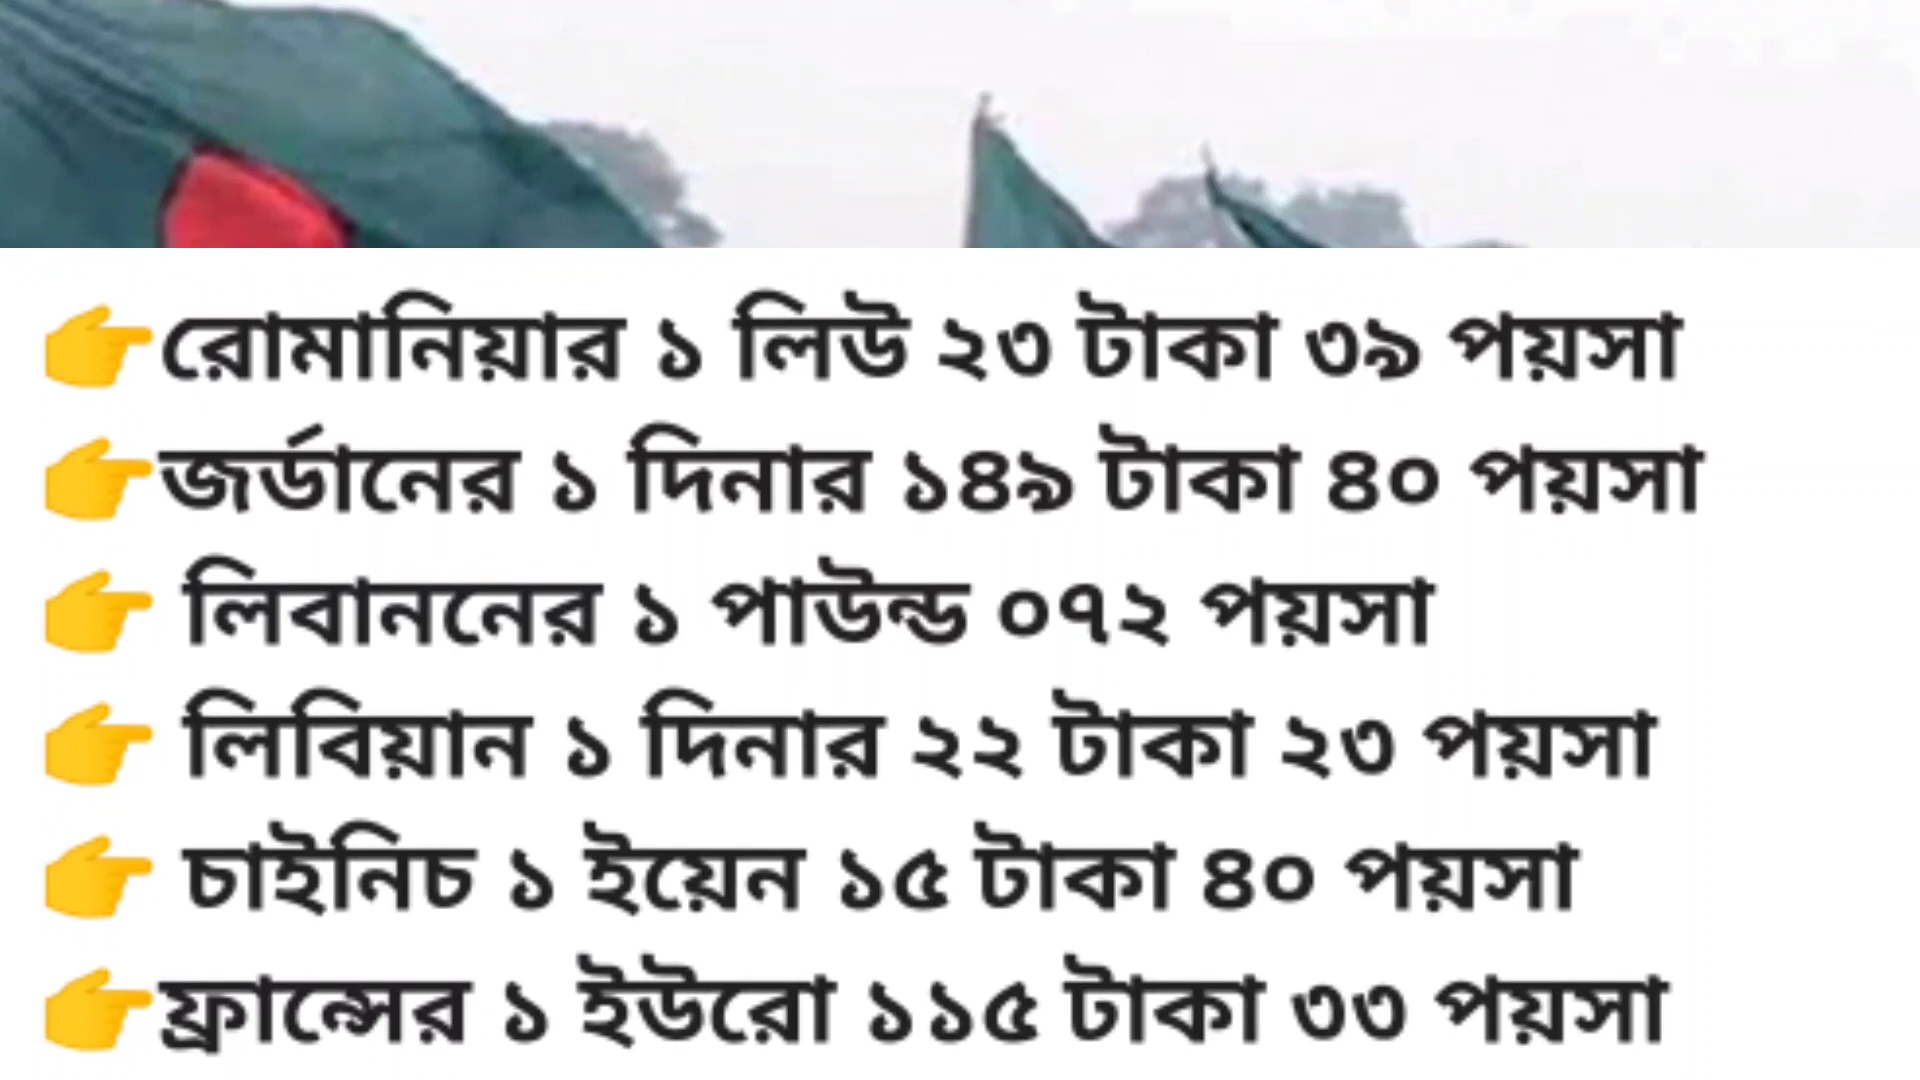 👉রোমানিয়ার ১ লিউ ২৩ টাকা ৩৯ পয়সা
👉জর্ডানের ১ দিনার ১৪৯ টাকা ৪০ পয়সা
👉 লিবাননের ১ পাউন্ড ০৭২ পয়সা
👉 লিবিয়ান ১ দিনার ২২ টাকা ২৩ পয়সা
👉 চাইনিচ ১ ইয়েন ১৫ টাকা ৪০ পয়সা
👉ফ্রান্সের ১ ইউরো ১১৫ টাকা ৩৩ পয়সা